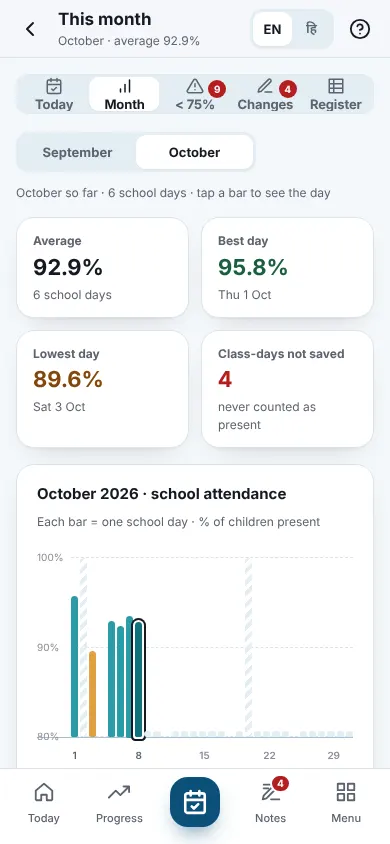 This month
October · average 92.9%
EN
हि
Today
Month
< 75%
9
Changes
4
Register
September
October
October so far · 6 school days · tap a bar to see the day
Average
92.9%
6 school days
Best day
95.8%
Thu 1 Oct
Lowest day
89.6%
Sat 3 Oct
Class-days not saved
4
never counted as
present
October 2026 · school attendance
Each bar = one school day · % of children present
100%
90%
80%
1
8
15
22
29
Today
Progress
4
Notes
Menu